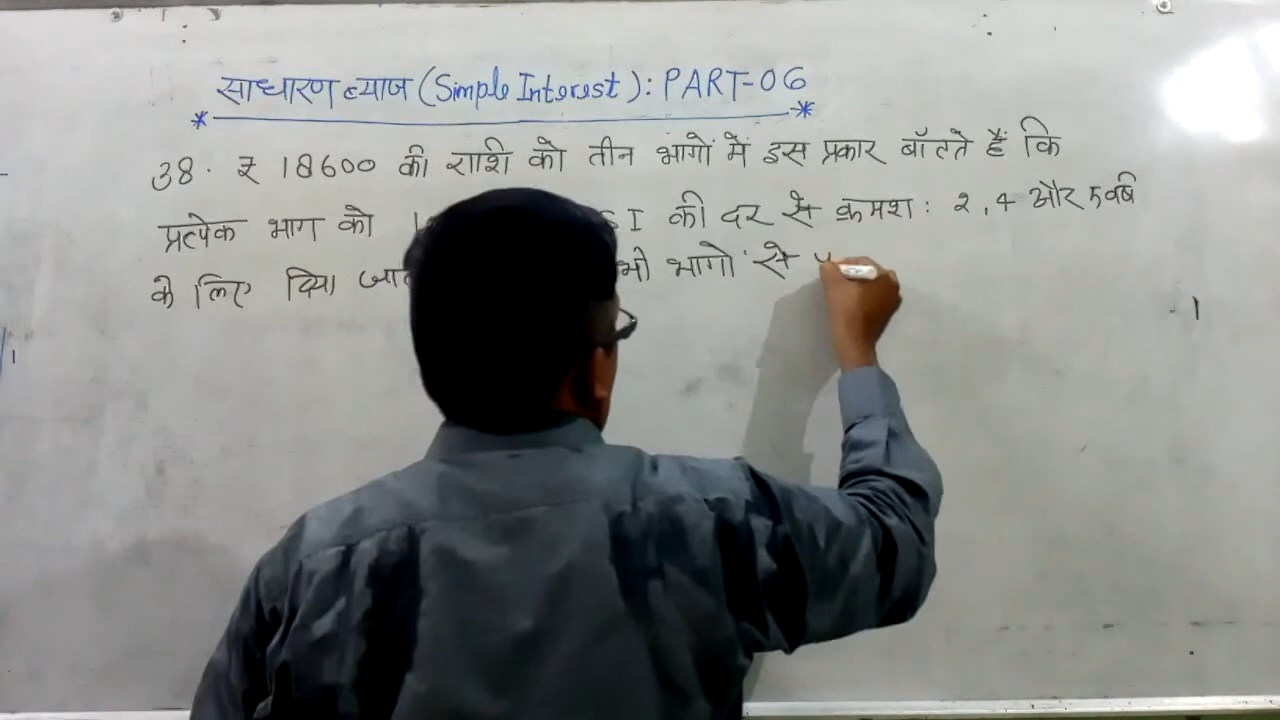 साधारण ब्याज (Simple Interest): PART-06
38. ₹ 18600 की राशि को तीन भागों में इस प्रकार बॉटते हैं कि
प्रत्येक भाग को SI की दर से क्रमश: 2, 4 और 5 वर्ष
के लिए दिया भागों से